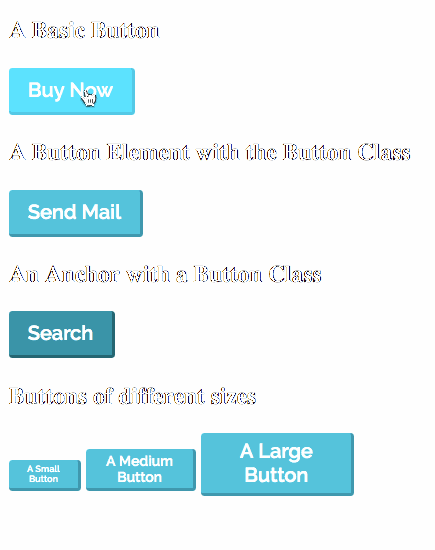 A Basic Button
Buy Now
A Button Element with the Button Class
Send Mail
An Anchor with a Button Class
Search
Buttons of different sizes
A Small
Button
A Medium
Button
A Large
Button